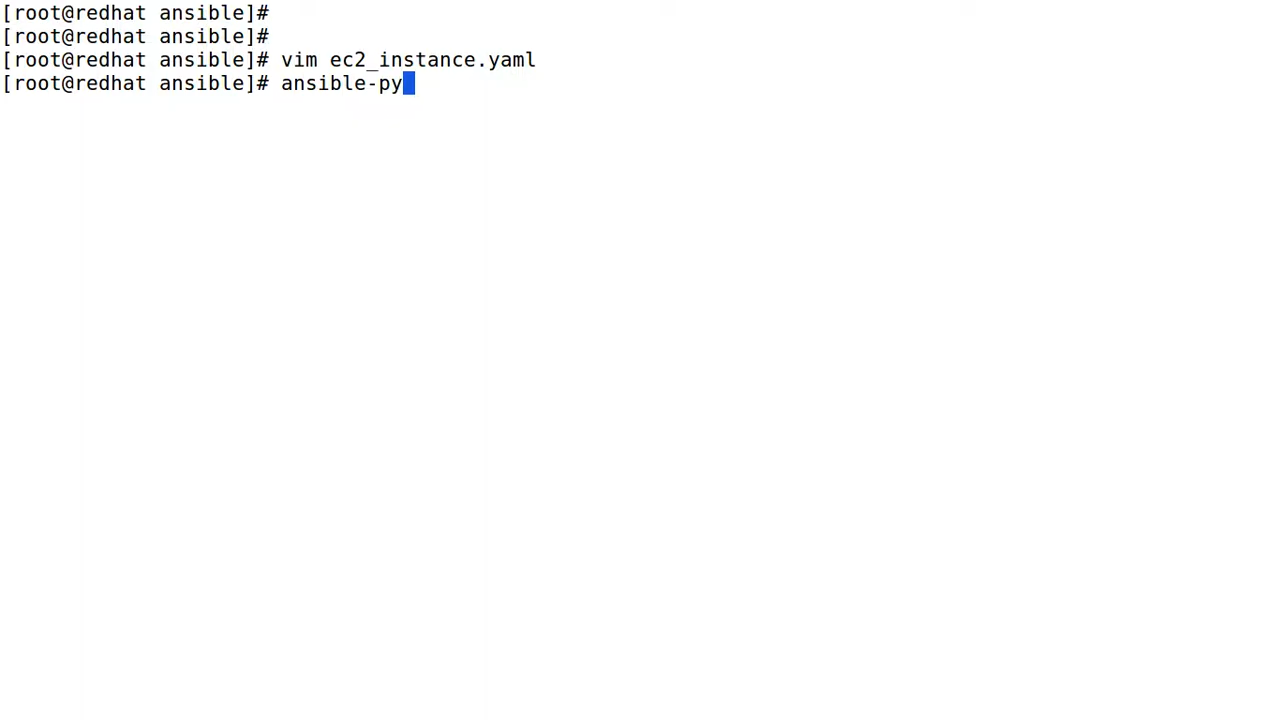 [root@redhat ansible]#
[root@redhat ansible]#
[root@redhat ansible]# vim ec2_instance.yaml
[root@redhat ansible]# ansible-py